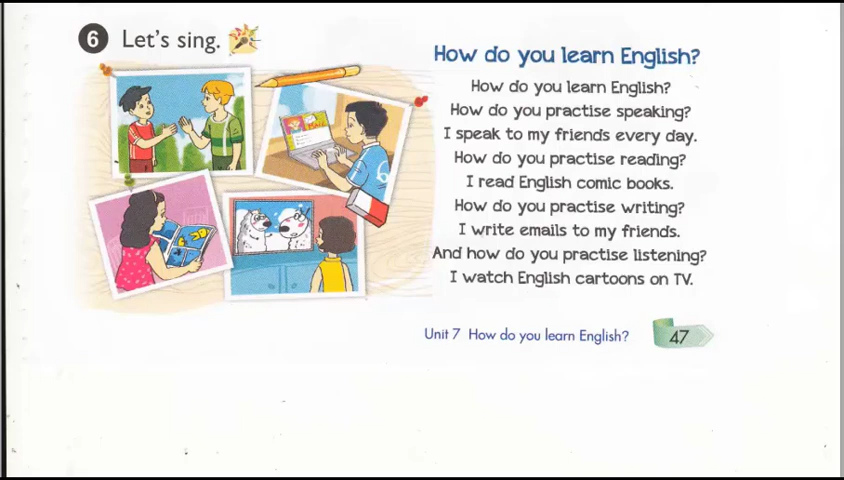 6 Let's sing.
How do you learn English?
How do you learn English?
How do you practise speaking?
I speak to my friends every day.
How do you practise reading?
I read English comic books.
How do you practise writing?
I write emails to my friends.
And how do you practise listening?
I watch English cartoons on TV.
Unit 7 How do you learn English?
47